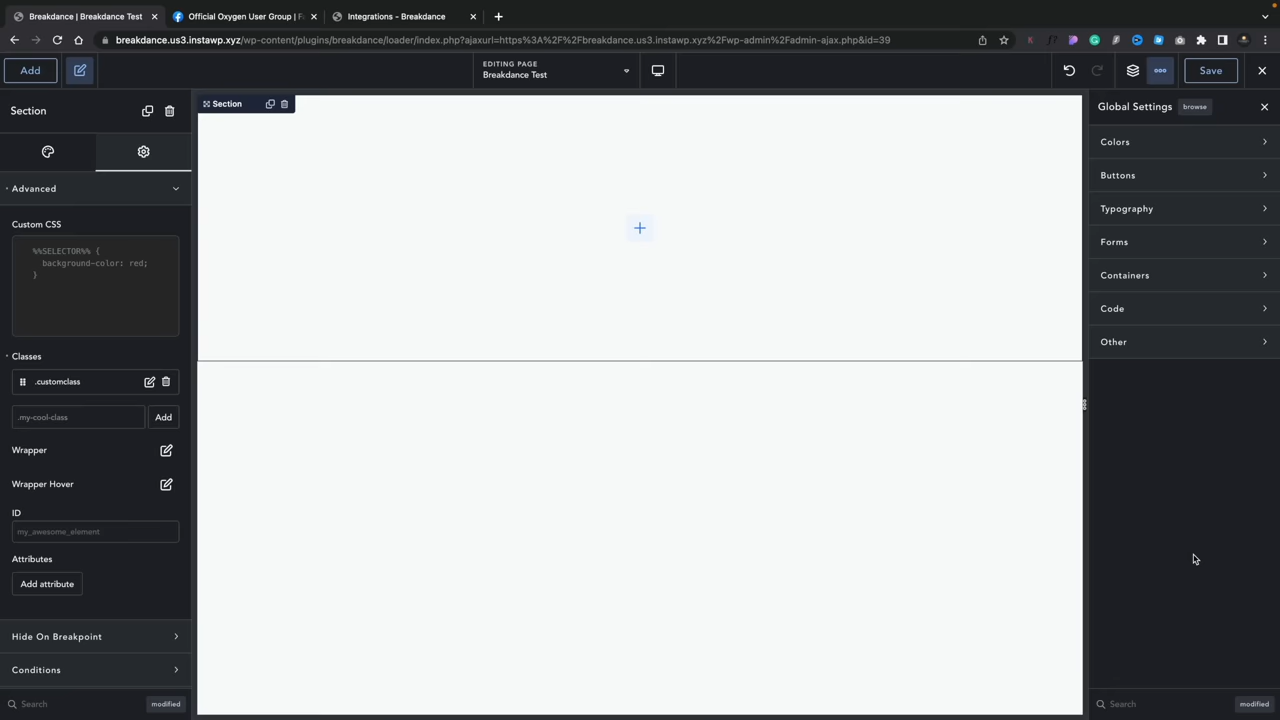 Breakdance | Breakdance Test
Official Oxygen User Group | F
Integrations – Breakdance
breakdance.us3.instawp.xyz/wp-content/plugins/breakdance/loader/index.php?ajaxurl=https%3A%2F%2Fbreakdance.us3.instawp.xyz%2Fwp-admin%2Fadmin-ajax.php&id=39
Add
EDITING PAGE
Breakdance Test
Save
Section
Section
Global Settings
browse
Colors
Buttons
Typography
Forms
Containers
Code
Other
Advanced
Custom CSS
%%SELECTOR%% {
background-color: red;
}
Classes
.customclass
.my-cool-class
Add
Wrapper
Wrapper Hover
ID
my_awesome_element
Attributes
Add attribute
Hide On Breakpoint
Conditions
Search
modified
Search
modified